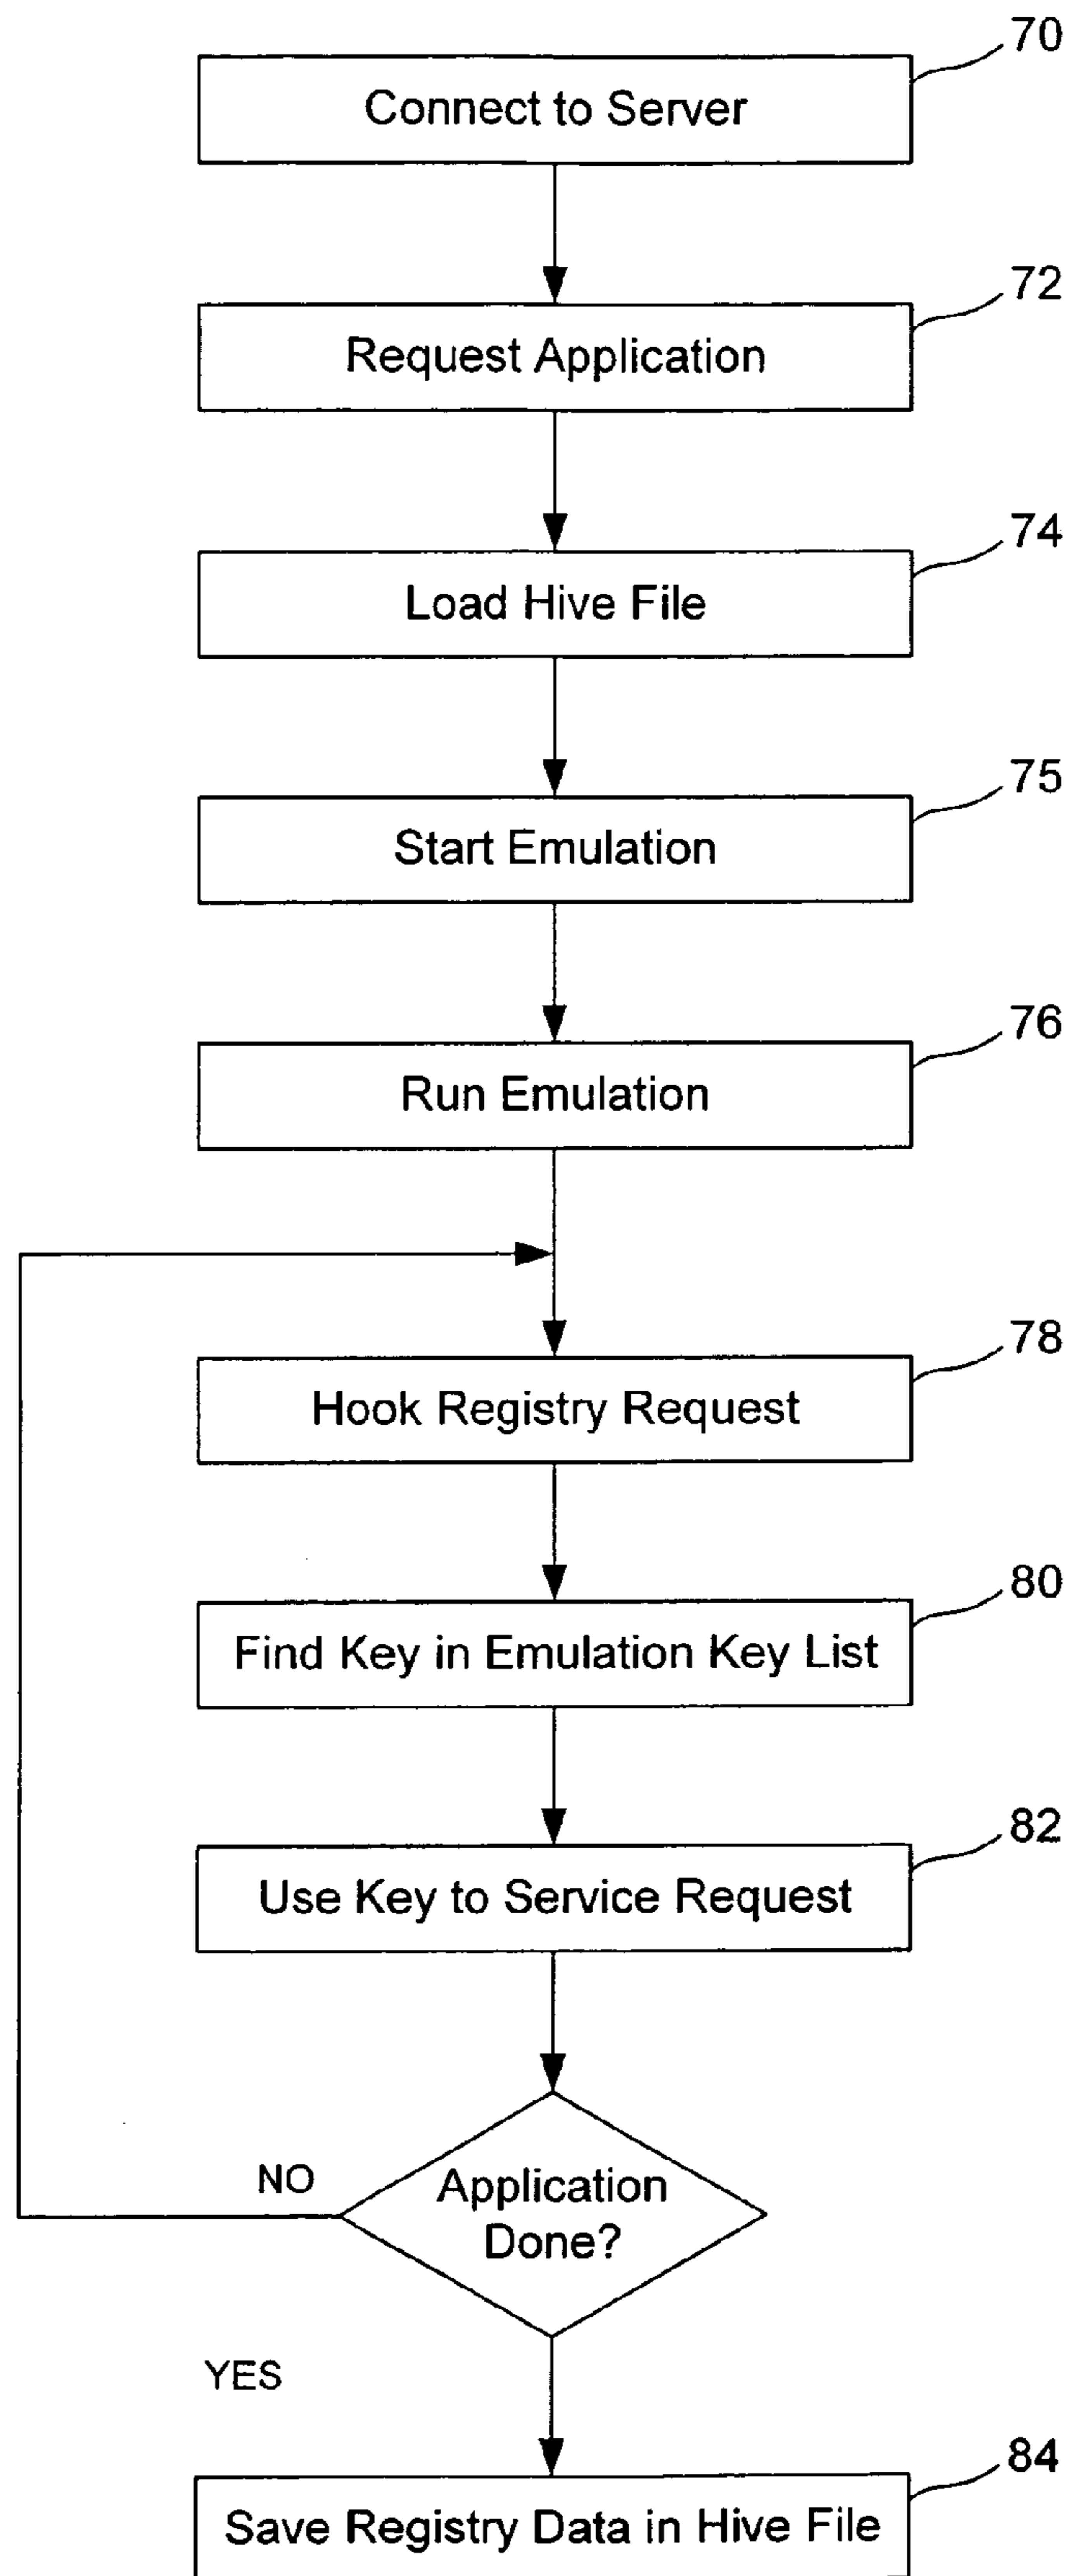 70
Connect to Server
72
Request Application
74
Load Hive File
75
Start Emulation
76
Run Emulation
78
Hook Registry Request
80
Find Key in Emulation Key List
82
Use Key to Service Request
NO
Application
Done?
YES
84
Save Registry Data in Hive File